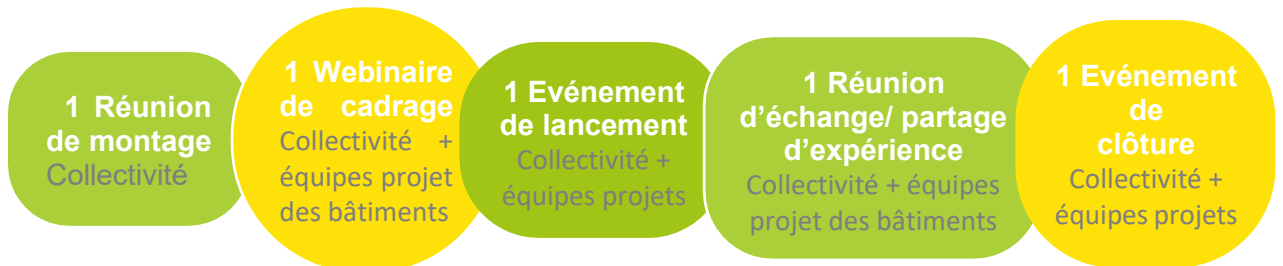 1 Réunion
de montage
Collectivité
1 Webinaire
de cadrage
Collectivité +
équipes projet
des bâtiments
1 Evénement
de lancement
Collectivité +
équipes projets
1 Réunion
d’échange/ partage
d’expérience
Collectivité + équipes
projet des bâtiments
1 Evénement
de
clôture
Collectivité +
équipes projets